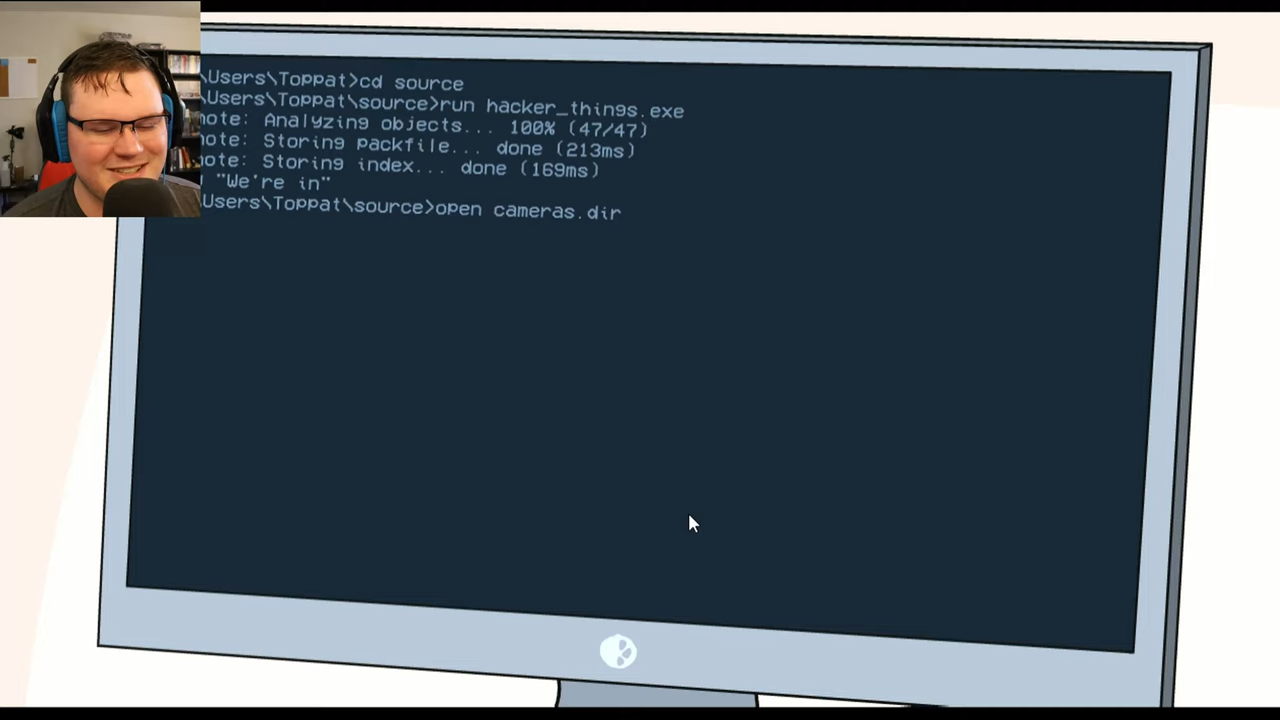 \Users\Toppat>cd source
\Users\Toppat\source>run hacker_things.exe
note: Analyzing objects... 100% (47/47)
note: Storing packfile... done (213ms)
note: Storing index... done (169ms)
"We're in"
Users\Toppat\source>open cameras.dir